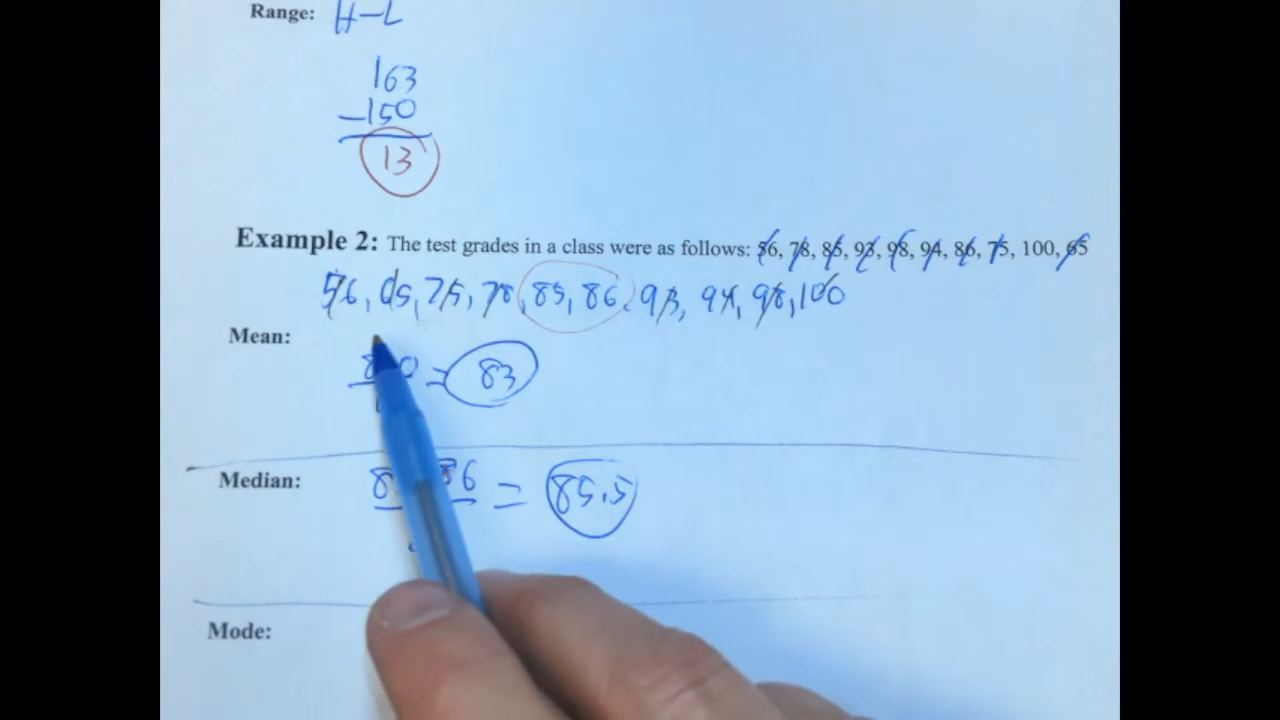 Range: H-L
163
-150
13
Example 2: The test grades in a class were as follows: 56, 78, 85, 93, 98, 94, 86, 75, 100, 65
56, 65, 75, 78, 85, 86, 93, 94, 98, 100
Mean:
= 83
Median:
86 = 85.5
Mode: